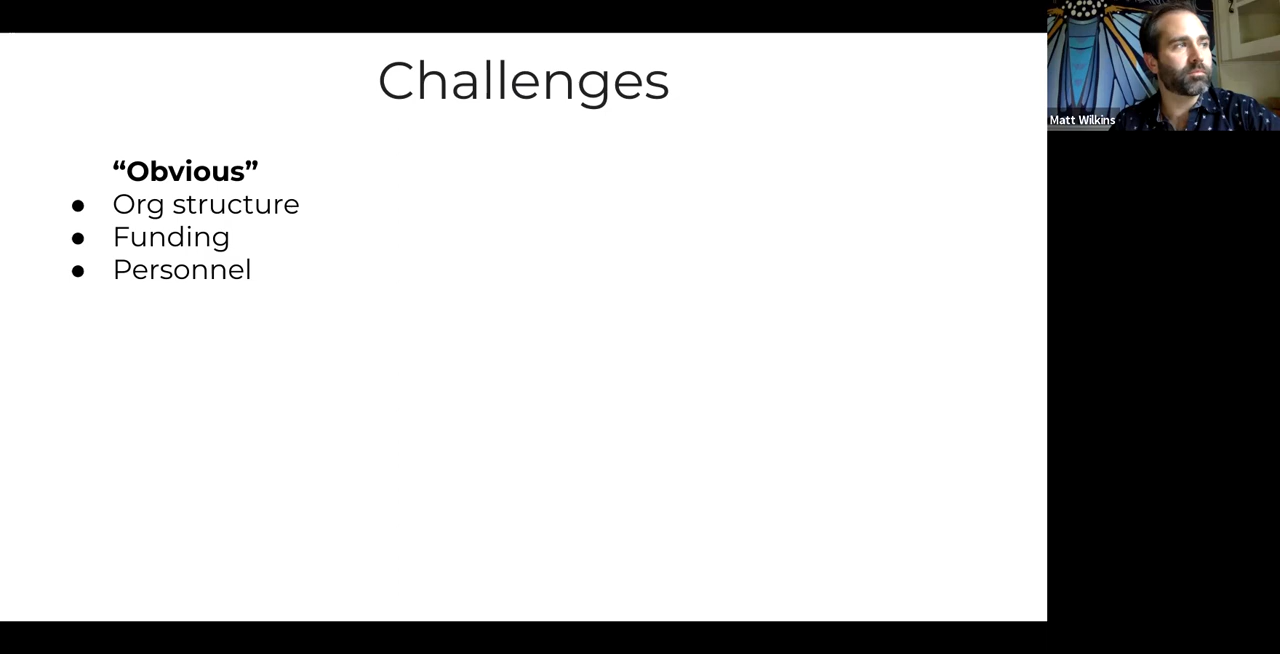 Challenges
“Obvious”
● Org structure
● Funding
● Personnel
Matt Wilkins